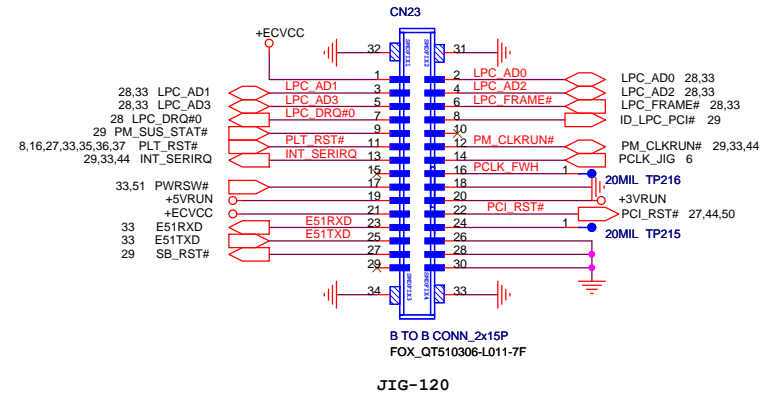 CN23
+ECVCC
32 SMDFIX1 SMDFIX2 31
1 2 LPC_AD0 LPC_AD0 28,33
28,33 LPC_AD1 LPC_AD1 3 4 LPC_AD2 LPC_AD2 28,33
28,33 LPC_AD3 LPC_AD3 5 6 LPC_FRAME# LPC_FRAME# 28,33
28 LPC_DRQ#0 LPC_DRQ#0 7 8 ID_LPC_PCI# 29
29 PM_SUS_STAT# 9 10
8,16,27,33,35,36,37 PLT_RST# PLT_RST# 11 12 PM_CLKRUN# PM_CLKRUN# 29,33,44
29,33,44 INT_SERIRQ INT_SERIRQ 13 14 PCLK_JIG 6
15 16 PCLK_FWH 1
33,51 PWRSW# 17 18 20MIL TP216
+5VRUN 19 20 +3VRUN
+ECVCC 21 22 PCI_RST# PCI_RST# 27,44,50
33 E51RXD E51RXD 23 24 1 20MIL TP215
33 E51TXD E51TXD 25 26
29 SB_RST# 27 28
29 30
34 SMDFIX3 SMDFIX4 33
B TO B CONN_2x15P
FOX_QT510306-L011-7F
JIG-120